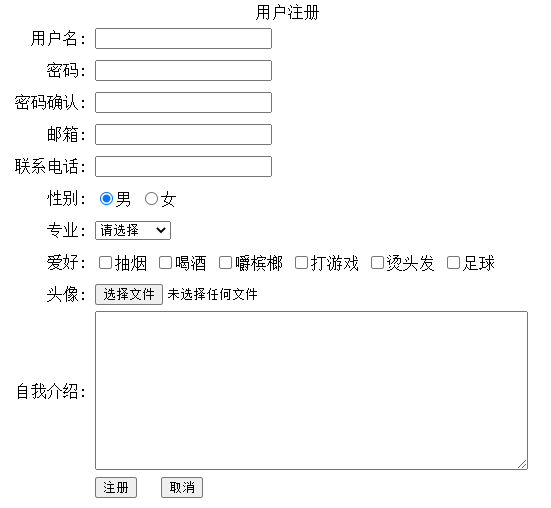 用户注册
用户名:
密码:
密码确认:
邮箱:
联系电话:
性别: 男 女
专业: 请选择
爱好: 抽烟 喝酒 嚼槟榔 打游戏 烫头发 足球
头像: 选择文件 未选择任何文件
自我介绍:
注册 取消